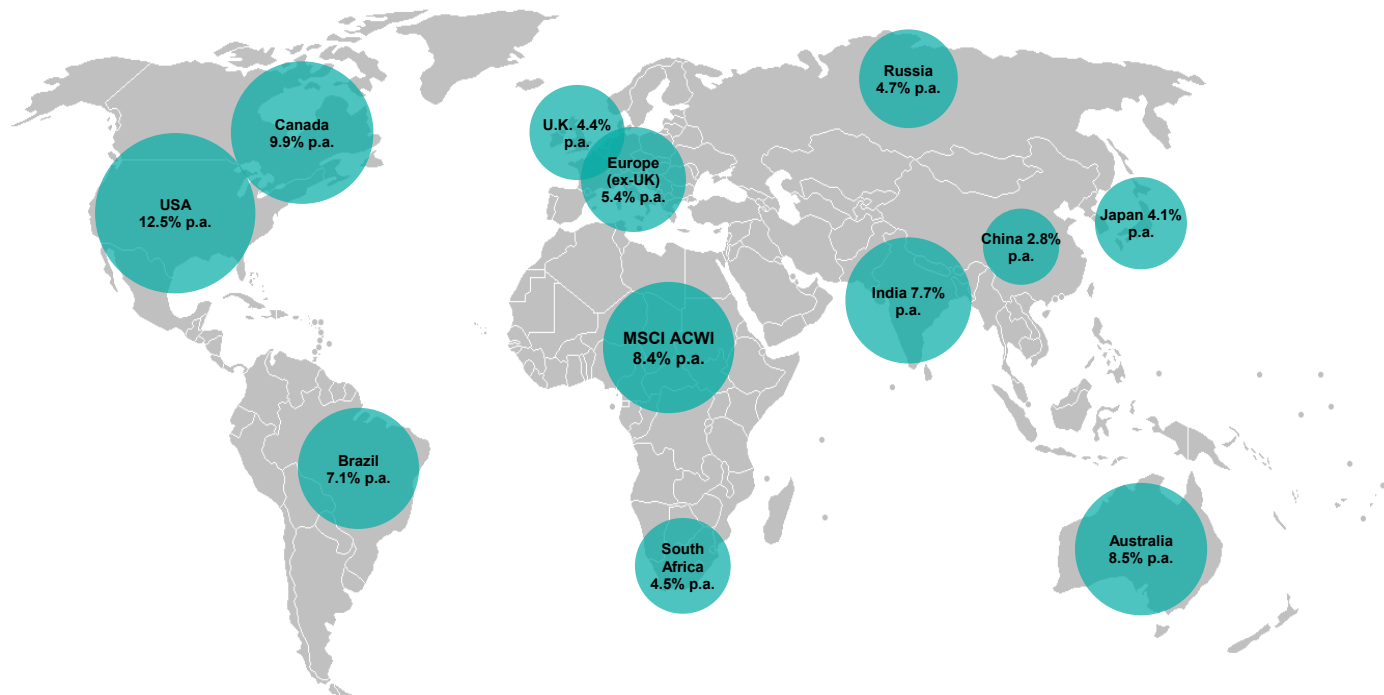 Russia
4.7% p.a.
Canada
9.9% p.a.
U.K. 4.4%
p.a.
Europe
(ex-UK)
5.4% p.a.
USA
12.5% p.a.
Japan 4.1%
p.a.
China 2.8%
p.a.
India 7.7%
p.a.
MSCI ACWI
8.4% p.a.
Brazil
7.1% p.a.
South
Africa
4.5% p.a.
Australia
8.5% p.a.